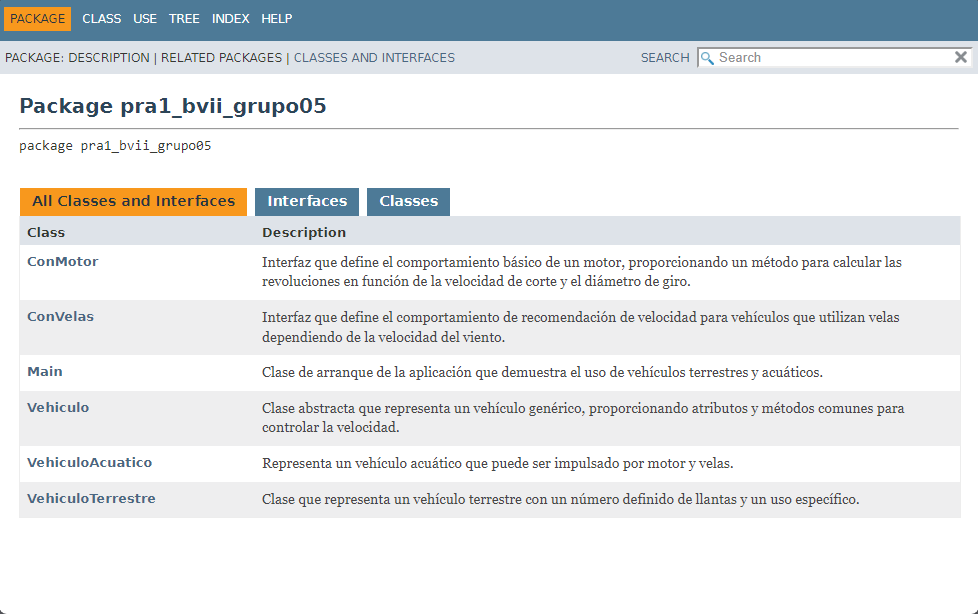 PACKAGE CLASS USE TREE INDEX HELP
PACKAGE: DESCRIPTION | RELATED PACKAGES | CLASSES AND INTERFACES SEARCH Search
Package pra1_bvii_grupo05
package pra1_bvii_grupo05
All Classes and Interfaces Interfaces Classes
Class Description
ConMotor Interfaz que define el comportamiento básico de un motor, proporcionando un método para calcular las
revoluciones en función de la velocidad de corte y el diámetro de giro.
ConVelas Interfaz que define el comportamiento de recomendación de velocidad para vehículos que utilizan velas
dependiendo de la velocidad del viento.
Main Clase de arranque de la aplicación que demuestra el uso de vehículos terrestres y acuáticos.
Vehiculo Clase abstracta que representa un vehículo genérico, proporcionando atributos y métodos comunes para
controlar la velocidad.
VehiculoAcuatico Representa un vehículo acuático que puede ser impulsado por motor y velas.
VehiculoTerrestre Clase que representa un vehículo terrestre con un número definido de llantas y un uso específico.